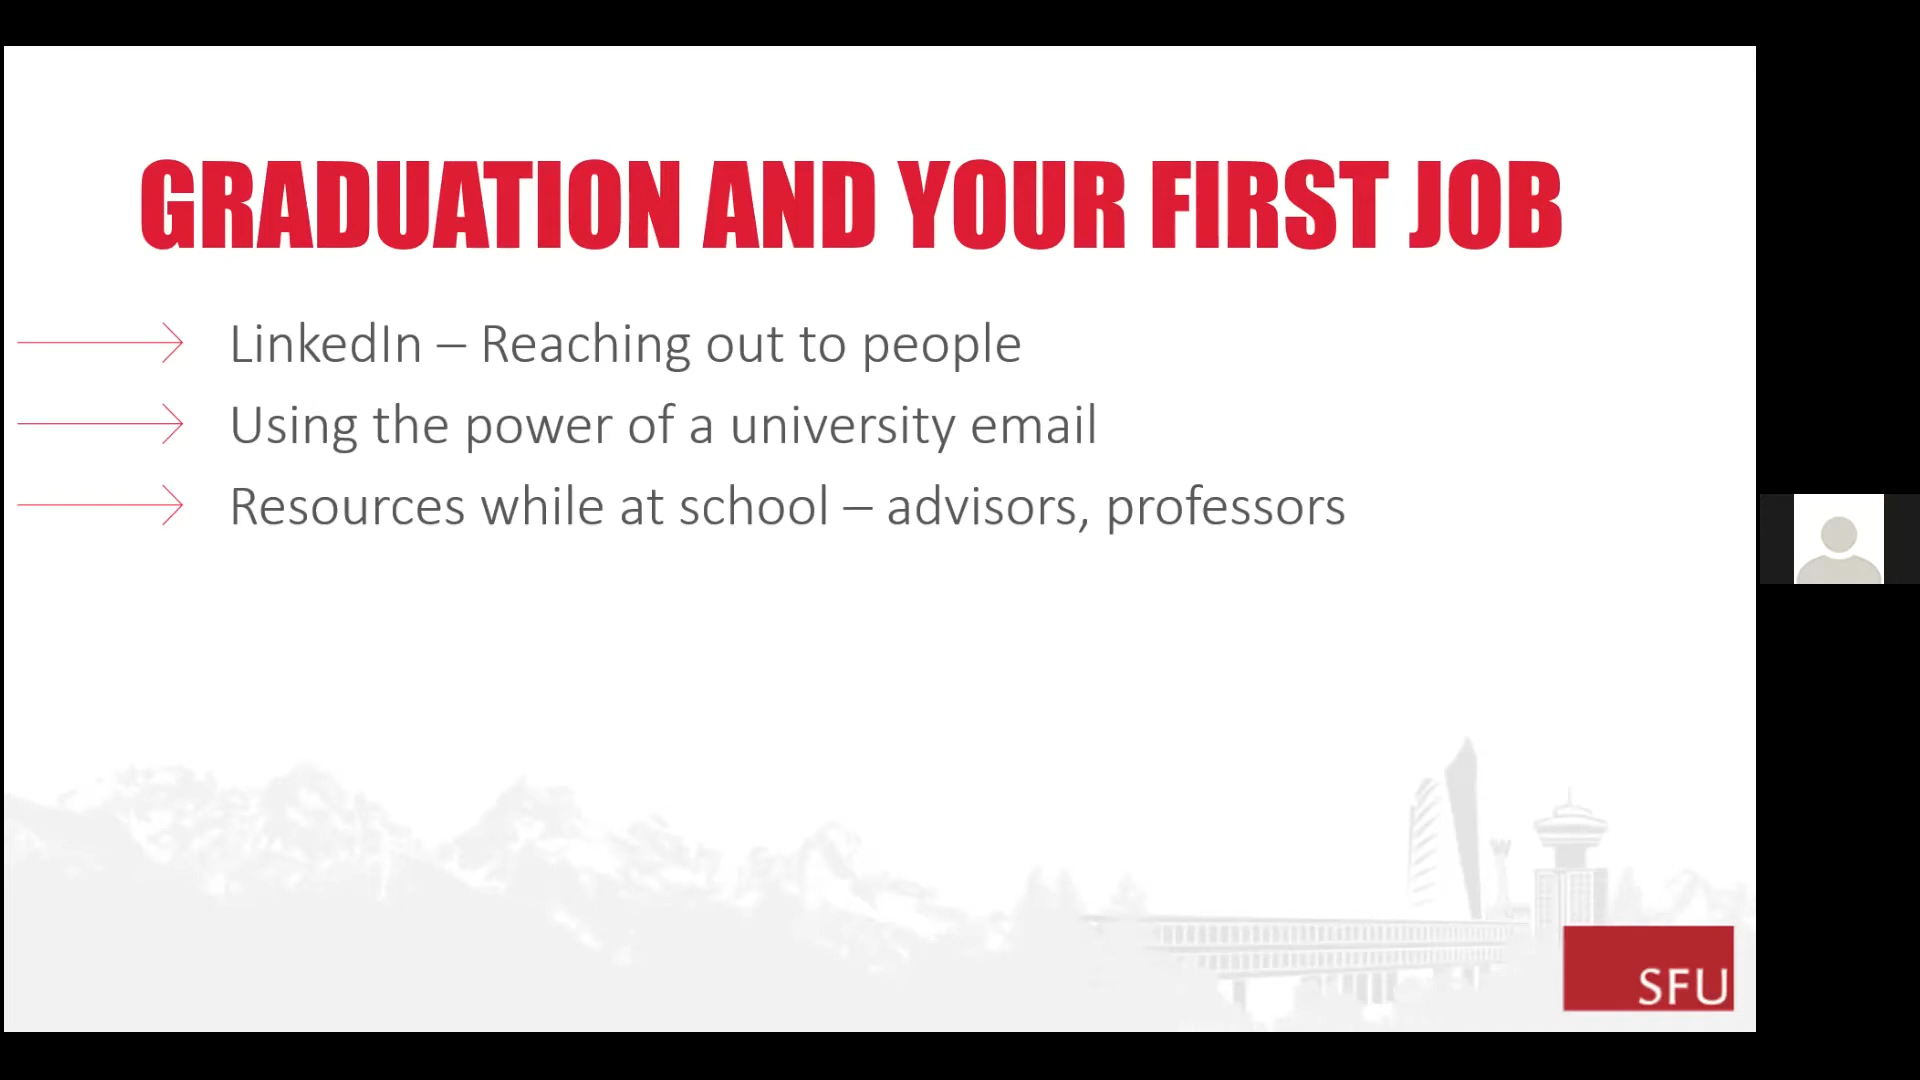 GRADUATION AND YOUR FIRST JOB
LinkedIn – Reaching out to people
Using the power of a university email
Resources while at school – advisors, professors
SFU